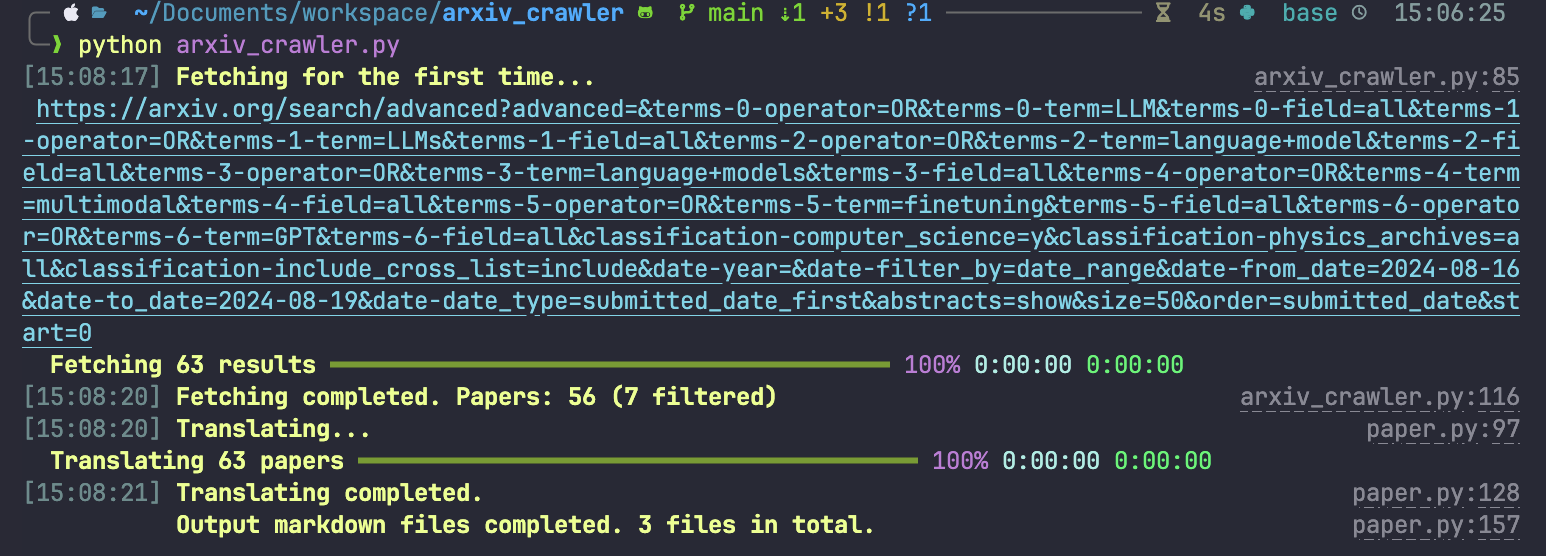 ~/Documents/workspace/arxiv_crawler main ⇣1 +3 !1 ?1 4s base 15:06:25
❯ python arxiv_crawler.py
[15:08:17] Fetching for the first time... arxiv_crawler.py:85
https://arxiv.org/search/advanced?advanced=&terms-0-operator=OR&terms-0-term=LLM&terms-0-field=all&terms-1
-operator=OR&terms-1-term=LLMs&terms-1-field=all&terms-2-operator=OR&terms-2-term=language+model&terms-2-fi
eld=all&terms-3-operator=OR&terms-3-term=language+models&terms-3-field=all&terms-4-operator=OR&terms-4-term
=multimodal&terms-4-field=all&terms-5-operator=OR&terms-5-term=finetuning&terms-5-field=all&terms-6-operato
r=OR&terms-6-term=GPT&terms-6-field=all&classification-computer_science=y&classification-physics_archives=a
ll&classification-include_cross_list=include&date-year=&date-filter_by=date_range&date-from_date=2024-08-16
&date-to_date=2024-08-19&date-date_type=submitted_date_first&abstracts=show&size=50&order=submitted_date&st
art=0
Fetching 63 results 100% 0:00:00 0:00:00
[15:08:20] Fetching completed. Papers: 56 (7 filtered) arxiv_crawler.py:116
[15:08:20] Translating... paper.py:97
Translating 63 papers 100% 0:00:00 0:00:00
[15:08:21] Translating completed. paper.py:128
Output markdown files completed. 3 files in total. paper.py:157